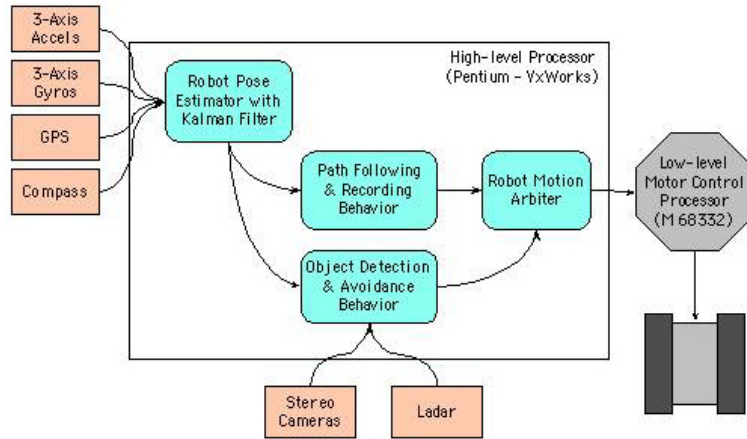 3-Axis
Accels
3-Axis
Gyros
GPS
Compass
Robot Pose
Estimator with
Kalman Filter
High-level Processor
(Pentium - VxWorks)
Path Following
& Recording
Behavior
Robot Motion
Arbiter
Object Detection
& Avoidance
Behavior
Low-level
Motor Control
Processor
(M68332)
Stereo
Cameras
Ladar